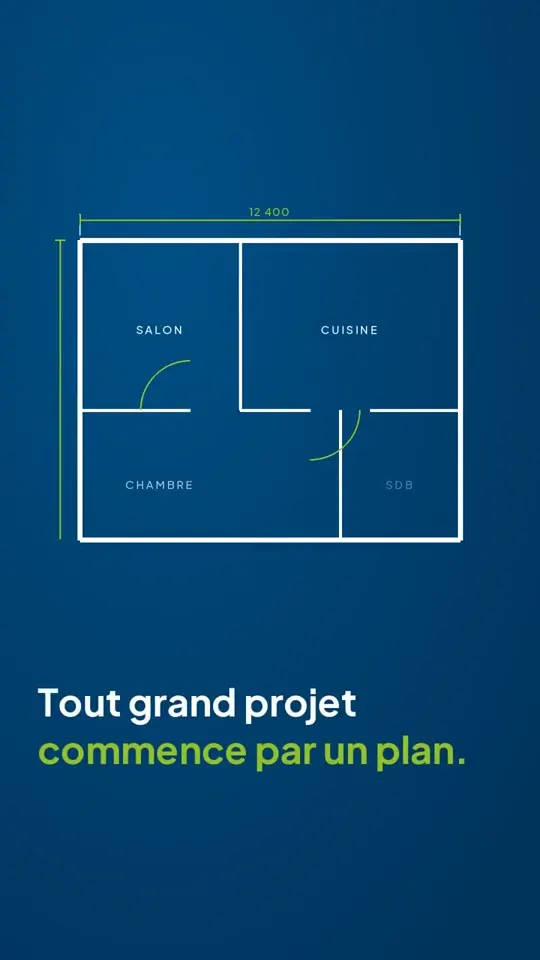 12 400
SALON
CUISINE
CHAMBRE
SDB
Tout grand projet
commence par un plan.